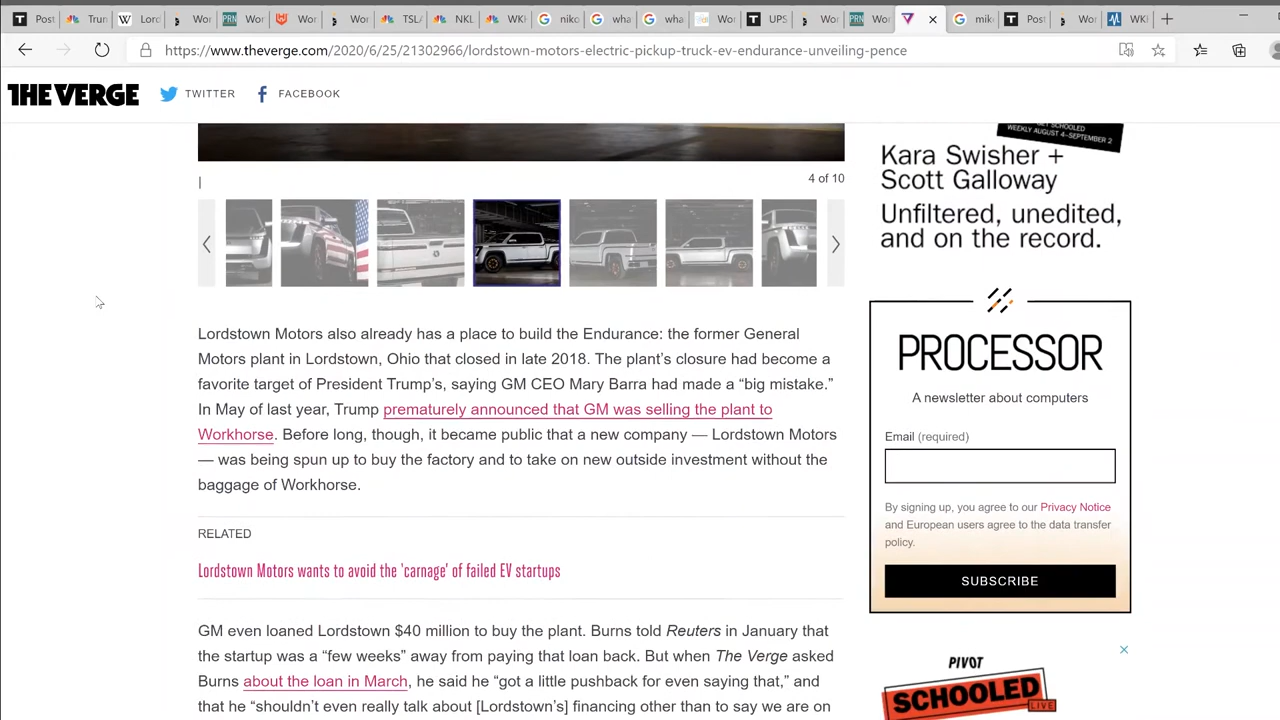 Post
Trun
Lord
Wor
Wor
Wor
Wor
TSLA
NKL
WKH
niko
wha
wha
Wor
UPS
Wor
Wor
mike
Post
Wor
WKI
https://www.theverge.com/2020/6/25/21302966/lordstown-motors-electric-pickup-truck-ev-endurance-unveiling-pence
THE VERGE TWITTER FACEBOOK
4 of 10
Lordstown Motors also already has a place to build the Endurance: the former General
Motors plant in Lordstown, Ohio that closed in late 2018. The plant's closure had become a
favorite target of President Trump's, saying GM CEO Mary Barra had made a “big mistake.”
In May of last year, Trump prematurely announced that GM was selling the plant to
Workhorse. Before long, though, it became public that a new company — Lordstown Motors
— was being spun up to buy the factory and to take on new outside investment without the
baggage of Workhorse.
RELATED
Lordstown Motors wants to avoid the 'carnage' of failed EV startups
GM even loaned Lordstown $40 million to buy the plant. Burns told Reuters in January that
the startup was a “few weeks” away from paying that loan back. But when The Verge asked
Burns about the loan in March, he said he “got a little pushback for even saying that,” and
that he “shouldn't even really talk about [Lordstown's] financing other than to say we are on
WEEKLY AUGUST 4–SEPTEMBER 2
Kara Swisher +
Scott Galloway
Unfiltered, unedited,
and on the record.
PROCESSOR
A newsletter about computers
Email (required)
By signing up, you agree to our Privacy Notice
and European users agree to the data transfer
policy.
SUBSCRIBE
PIVOT
SCHOOLED
LIVE